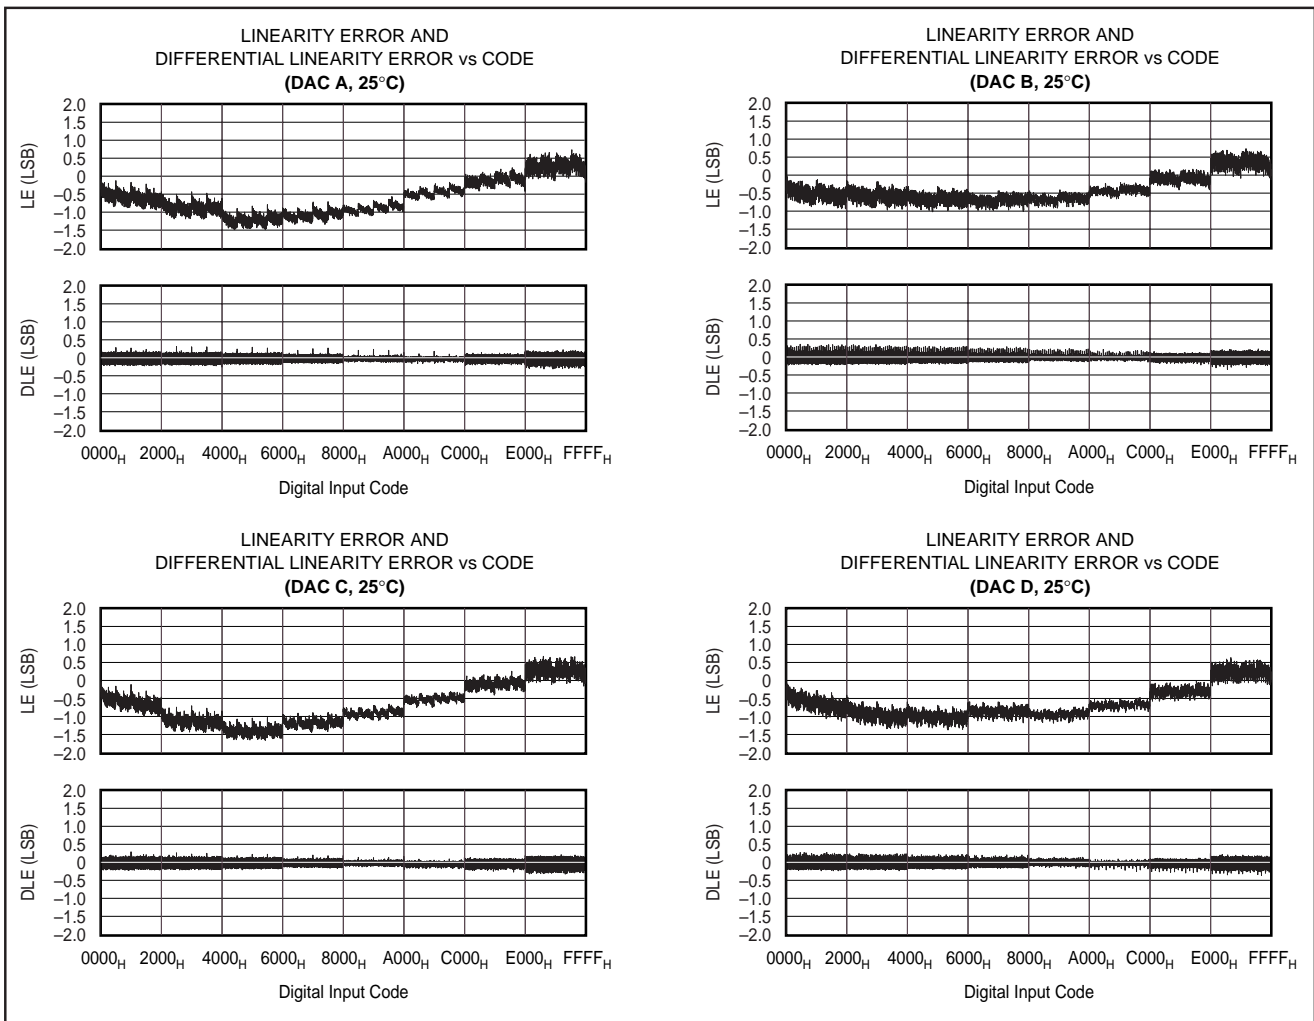 LINEARITY ERROR AND
DIFFERENTIAL LINEARITY ERROR vs CODE
(DAC A, 25°C)
2.0
1.5
1.0
0.5
0
–0.5
–1.0
–1.5
–2.0
LE (LSB)
2.0
1.5
1.0
0.5
0
–0.5
–1.0
–1.5
–2.0
DLE (LSB)
0000H 2000H 4000H 6000H 8000H A000H C000H E000H FFFFH
Digital Input Code
LINEARITY ERROR AND
DIFFERENTIAL LINEARITY ERROR vs CODE
(DAC B, 25°C)
2.0
1.5
1.0
0.5
0
–0.5
–1.0
–1.5
–2.0
LE (LSB)
2.0
1.5
1.0
0.5
0
–0.5
–1.0
–1.5
–2.0
DLE (LSB)
0000H 2000H 4000H 6000H 8000H A000H C000H E000H FFFFH
Digital Input Code
LINEARITY ERROR AND
DIFFERENTIAL LINEARITY ERROR vs CODE
(DAC C, 25°C)
2.0
1.5
1.0
0.5
0
–0.5
–1.0
–1.5
–2.0
LE (LSB)
2.0
1.5
1.0
0.5
0
–0.5
–1.0
–1.5
–2.0
DLE (LSB)
0000H 2000H 4000H 6000H 8000H A000H C000H E000H FFFFH
Digital Input Code
LINEARITY ERROR AND
DIFFERENTIAL LINEARITY ERROR vs CODE
(DAC D, 25°C)
2.0
1.5
1.0
0.5
0
–0.5
–1.0
–1.5
–2.0
LE (LSB)
2.0
1.5
1.0
0.5
0
–0.5
–1.0
–1.5
–2.0
DLE (LSB)
0000H 2000H 4000H 6000H 8000H A000H C000H E000H FFFFH
Digital Input Code